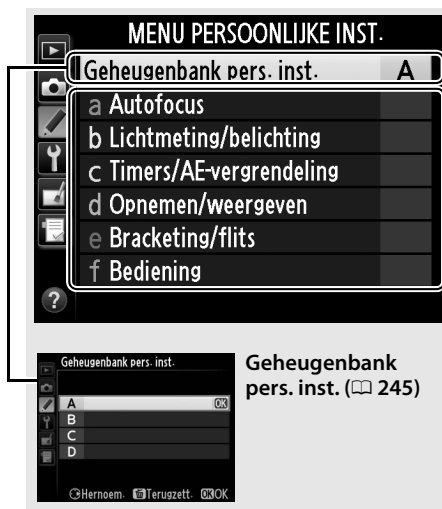 MENU PERSOONLIJKE INST.
Geheugenbank pers. inst. A
a Autofocus
b Lichtmeting/belichting
c Timers/AE-vergrendeling
d Opnemen/weergeven
e Bracketing/flits
f Bediening
?
Geheugenbank pers. inst.
A OK
B
C
D
Hernoem. Terugzett. OK OK
Geheugenbank
pers. inst. (📖 245)